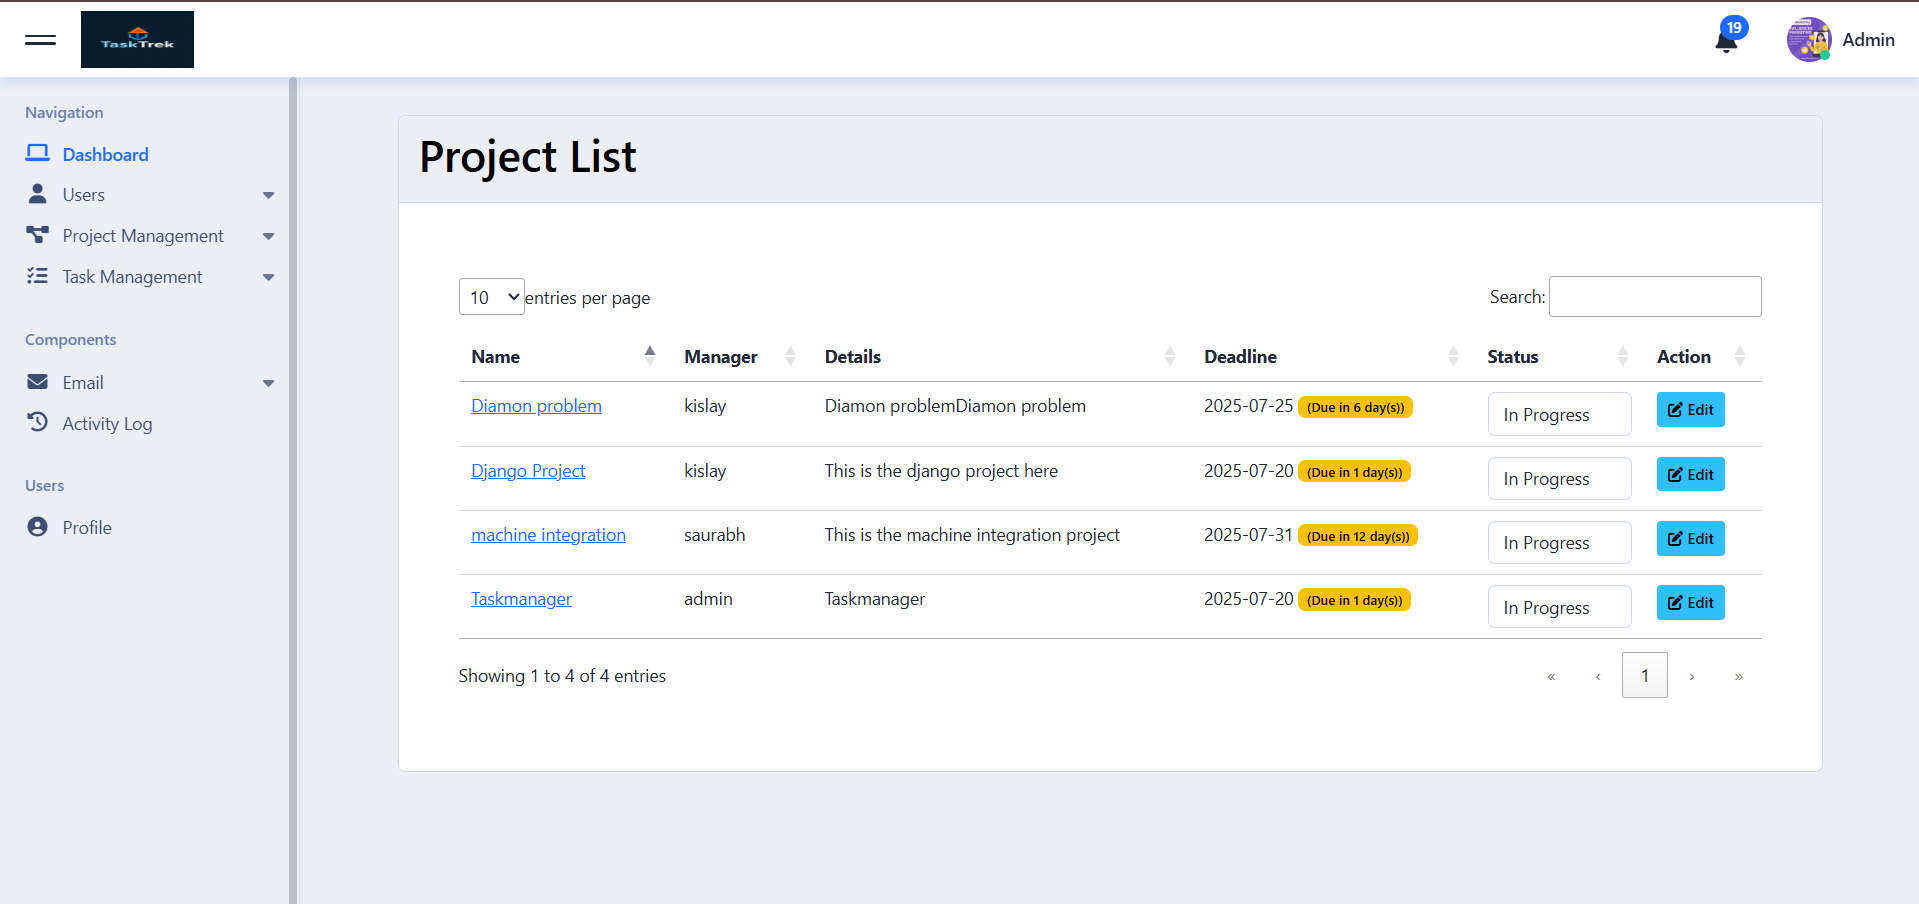 TaskTrek
19
Admin
Navigation
Dashboard
Users
Project Management
Task Management
Components
Email
Activity Log
Users
Profile
Project List
10 entries per page
Search:
Name Manager Details Deadline Status Action
Diamon problem kislay Diamon problemDiamon problem 2025-07-25 (Due in 6 day(s)) In Progress Edit
Django Project kislay This is the django project here 2025-07-20 (Due in 1 day(s)) In Progress Edit
machine integration saurabh This is the machine integration project 2025-07-31 (Due in 12 day(s)) In Progress Edit
Taskmanager admin Taskmanager 2025-07-20 (Due in 1 day(s)) In Progress Edit
Showing 1 to 4 of 4 entries
« ‹ 1 › »